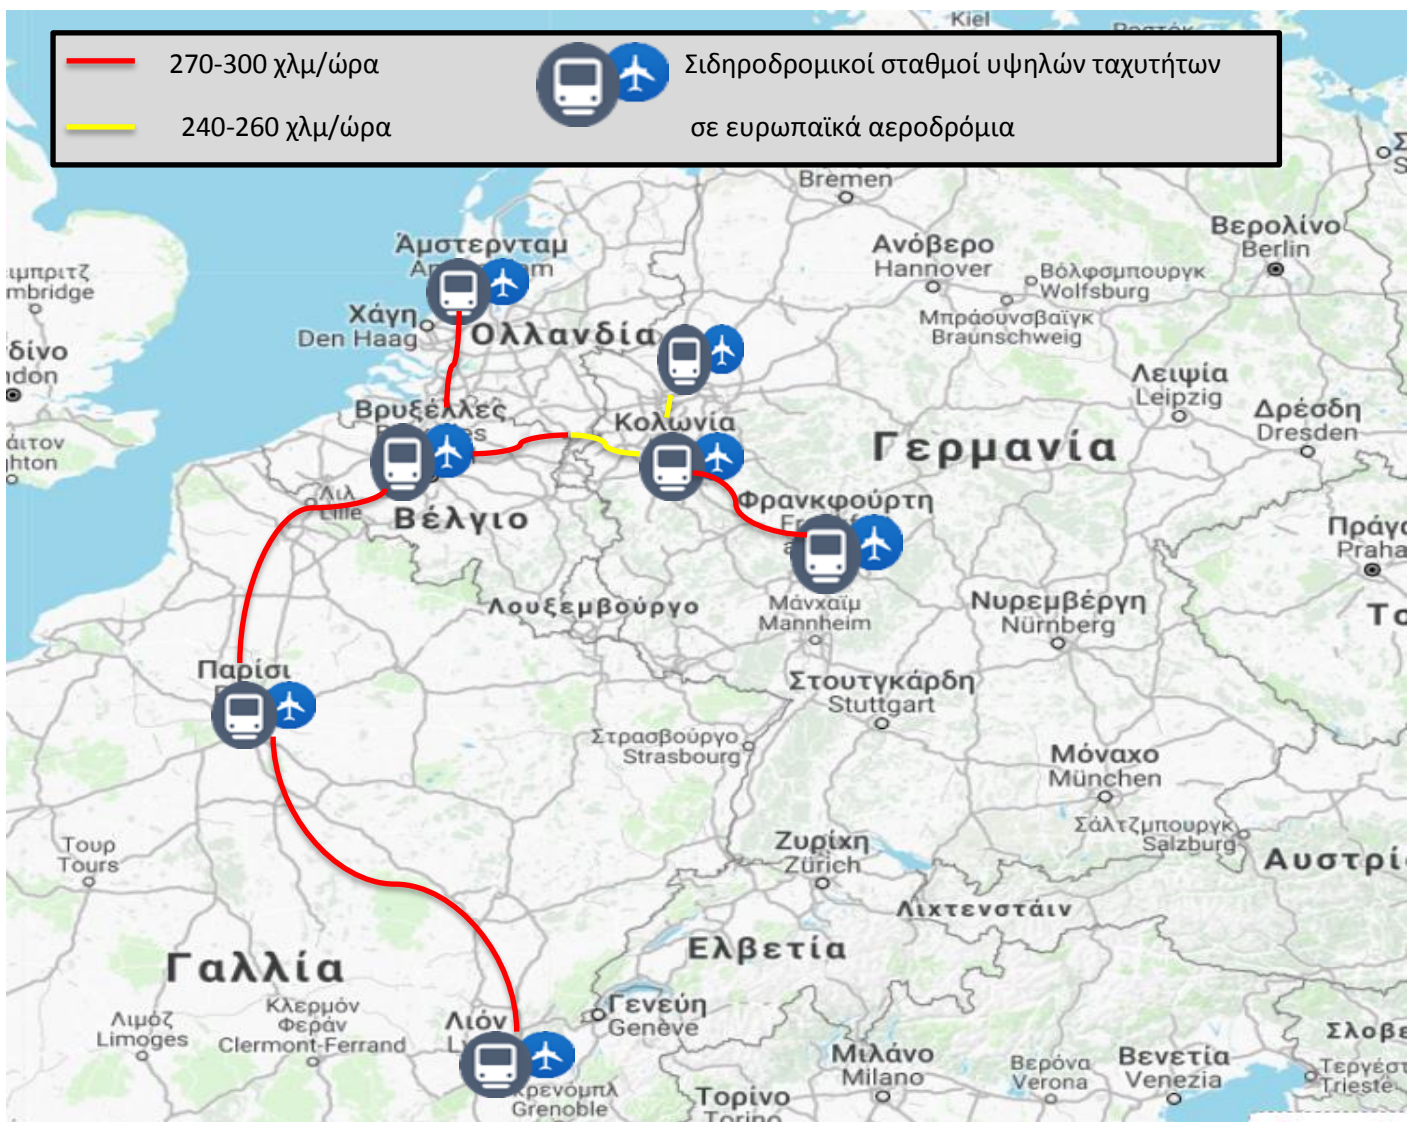 Kiel
270-300 χλμ/ώρα
Σιδηροδρομικοί σταθμοί υψηλών ταχυτήτων
240-260 χλμ/ώρα
σε ευρωπαϊκά αεροδρόμια
Bremen
Βερολίνο
Berlin
Άμστερνταμ
Ανόβερο
Hannover
Βόλφσμπουργκ
Wolfsburg
Χάγη
Den Haag
Ολλανδία
Μπράουνσβαϊγκ
Braunschweig
Λειψία
Leipzig
Βρυξέλλες
Κολωνία
Γερμανία
Δρέσδη
Dresden
Λιλ
Lille
Βέλγιο
Φρανκφούρτη
Praha
Λουξεμβούργο
Μάνχαϊμ
Mannheim
Νυρεμβέργη
Nürnberg
Παρίσι
Στουτγκάρδη
Stuttgart
Στρασβούργο
Strasbourg
Μόναχο
München
Τουρ
Tours
Ζυρίχη
Zürich
Σάλτζμπουργκ
Salzburg
Λιχτενστάιν
Ελβετία
Γαλλία
Λιμόζ
Limoges
Κλερμόν
Φεράν
Clermont-Ferrand
Λιόν
Γενεύη
Genève
Μιλάνο
Milano
Βερόνα
Verona
Βενετία
Venezia
Trieste
Grenoble
Τορίνο
Torino